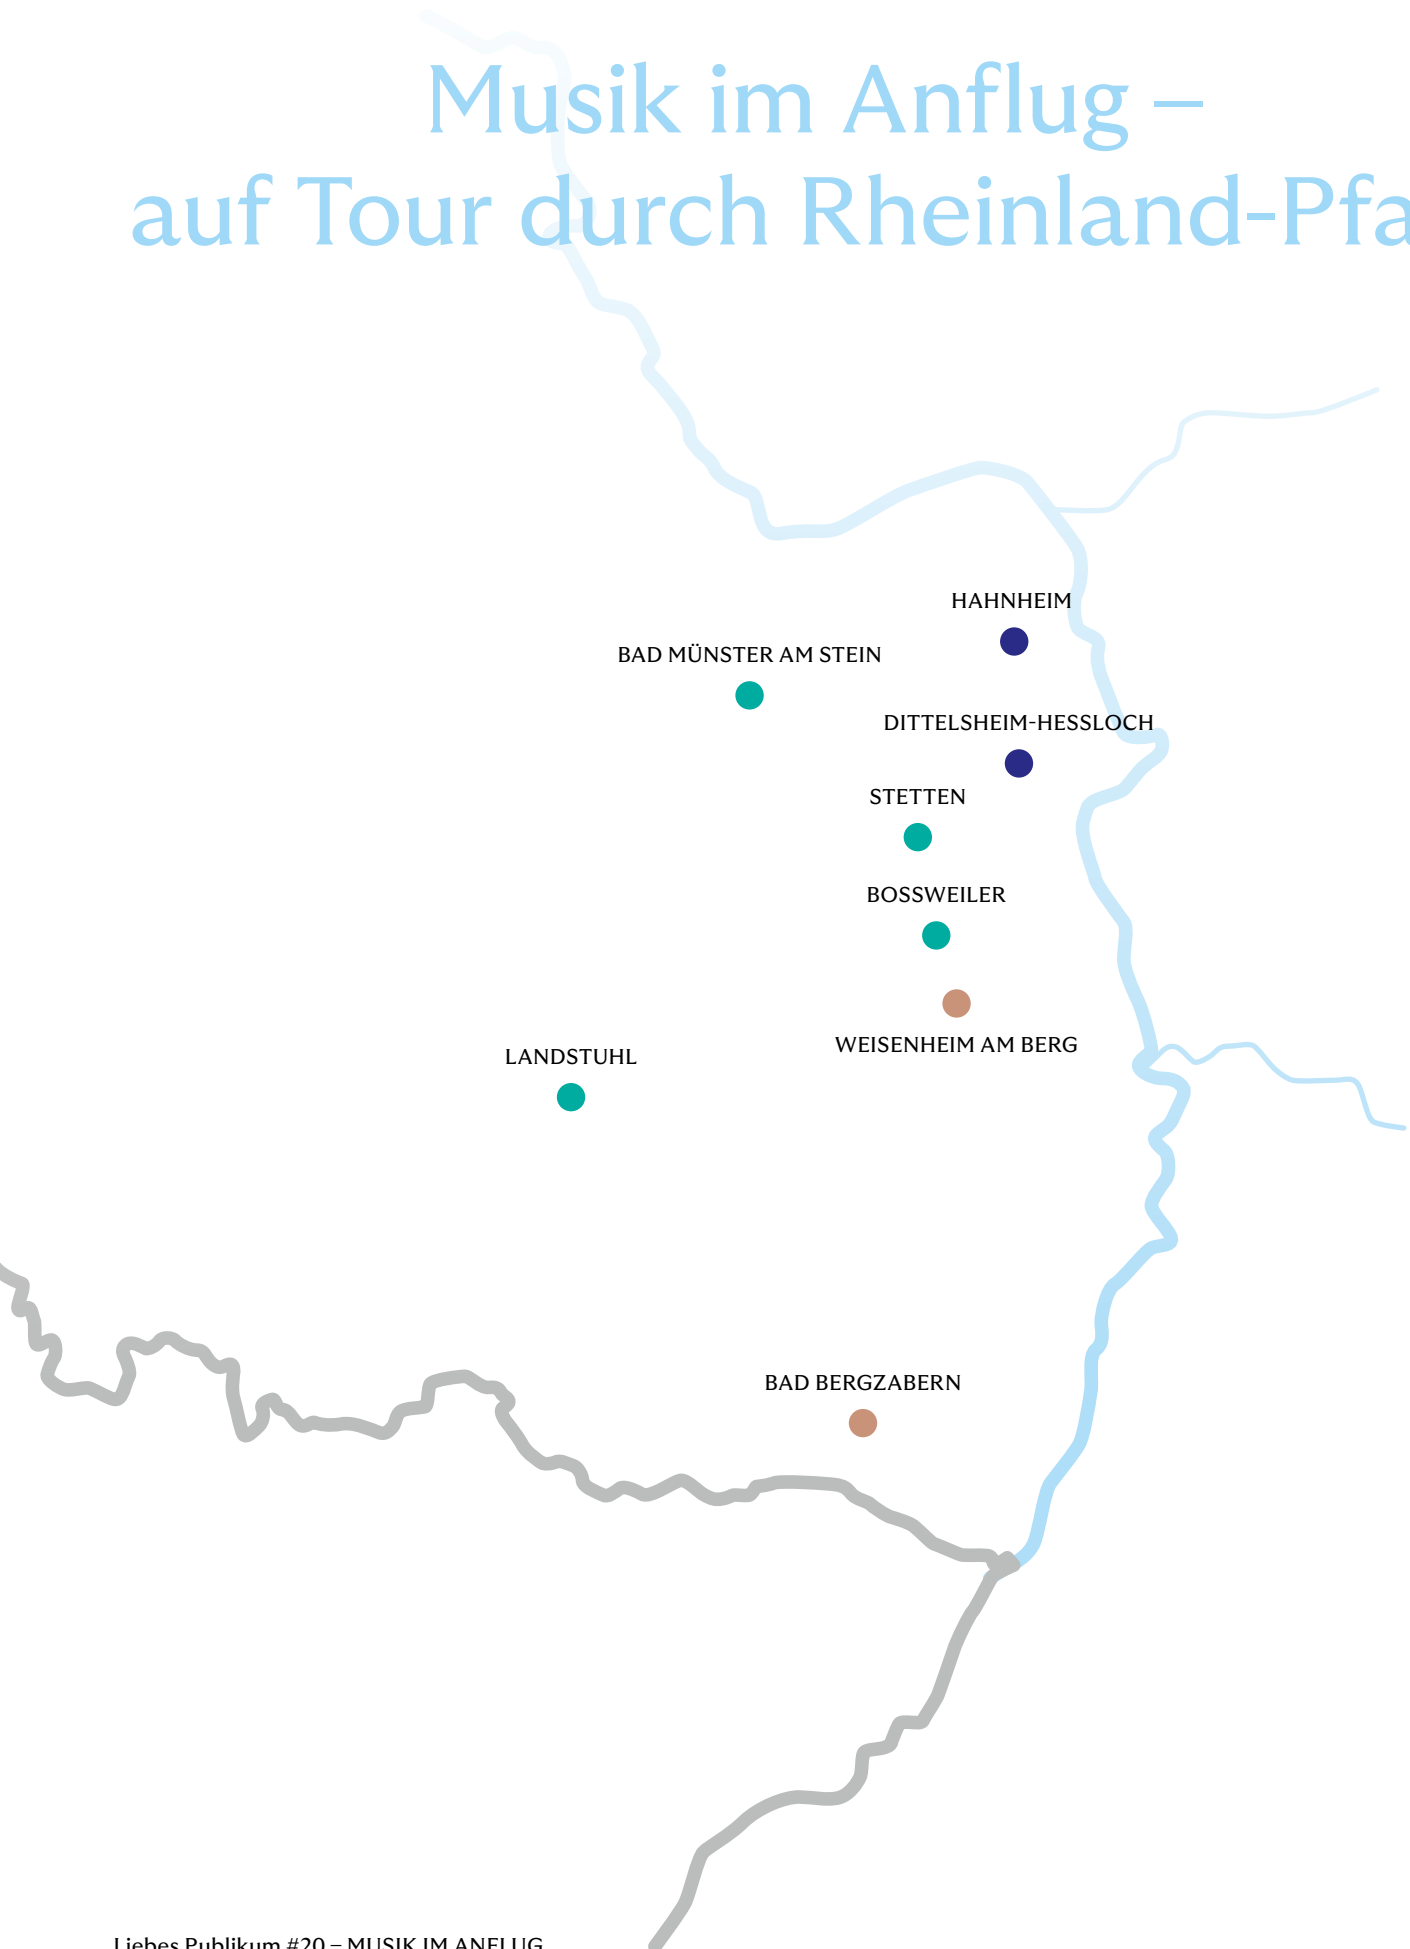 Musik im Anflug –
auf Tour durch Rheinland-Pfa
HAHNHEIM
BAD MÜNSTER AM STEIN
DITTELSHEIM-HESSLOCH
STETTEN
BOSSWEILER
WEISENHEIM AM BERG
LANDSTUHL
BAD BERGZABERN
Liebes Publikum #20 – MUSIK IM ANFLUG